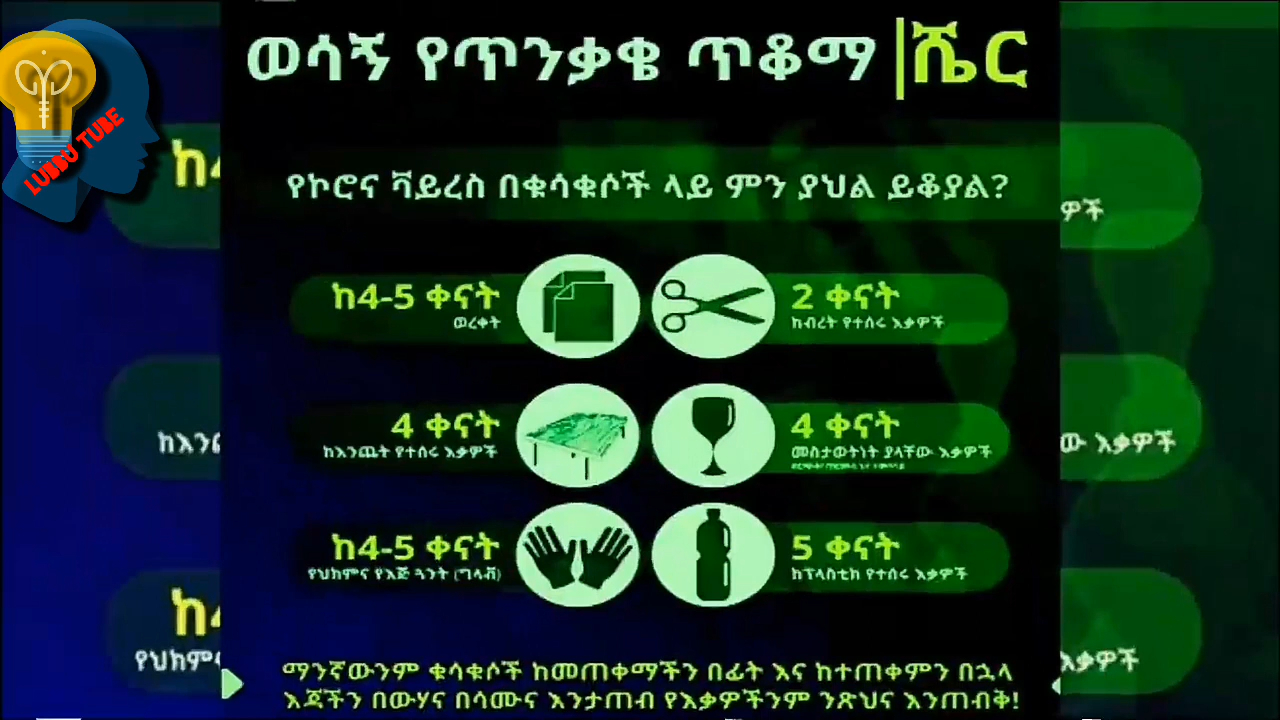 ወሳኝ የጥንቃቄ ጥቆማ |ሼር
LUBBU TUBE
የኮሮና ቫይረስ በቁሳቁሶች ላይ ምን ያህል ይቆያል?
ከ4-5 ቀናት
ወረቀት
2 ቀናት
ከብረት የተሰሩ እቃዎች
4 ቀናት
ከእንጨት የተሰሩ እቃዎች
4 ቀናት
መስታወትነት ያላቸው እቃዎች
ከ4-5 ቀናት
የህክምና የእጅ ጓንት (ግላቭ)
5 ቀናት
ከፕላስቲክ የተሰሩ እቃዎች
ማንኛውንም ቁሳቁሶች ከመጠቀማችን በፊት እና ከተጠቀምን በኋላ
እጃችን በውሃና በሳሙና እንታጠብ የእቃዎችንም ንጽህና እንጠብቅ!